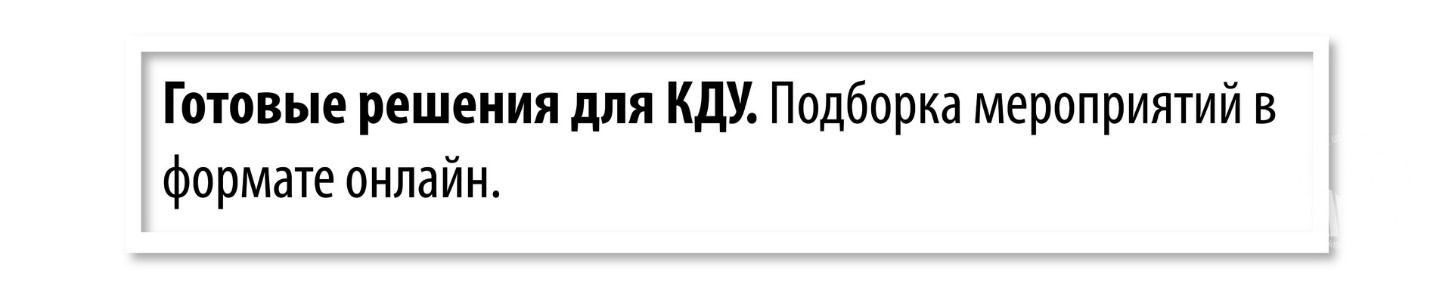 Готовые решения для КДУ. Подборка мероприятий в
формате онлайн.